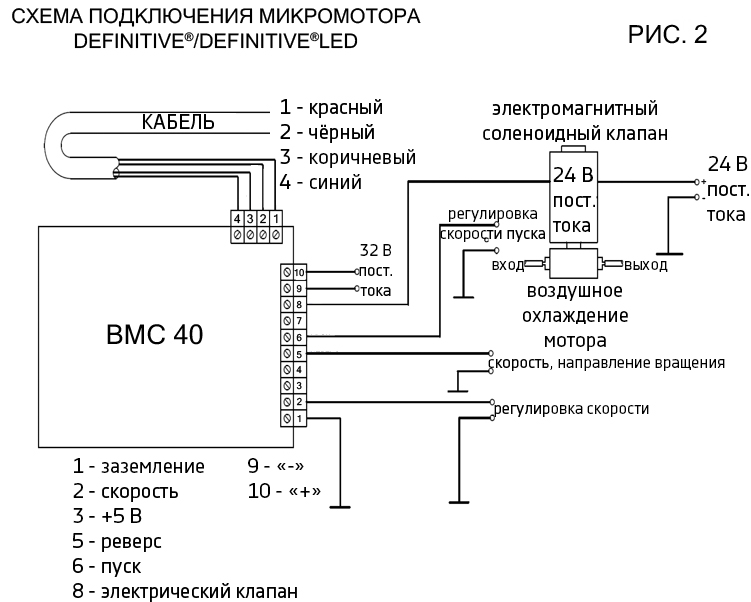 СХЕМА ПОДКЛЮЧЕНИЯ МИКРОМОТОРА
DEFINITIVE®/DEFINITIVE®LED
РИС. 2
КАБЕЛЬ
1 - красный
2 - чёрный
3 - коричневый
4 - синий
электромагнитный
соленоидный клапан
24 В
пост.
тока
24 В
пост.
тока
+
-
регулировка
скорости пуска
вход
выход
воздушное
охлаждение
мотора
4 3 2 1
32 В
пост.
тока
10
9
8
7
6
5
4
3
2
1
BMC 40
скорость, направление вращения
регулировка скорости
1 - заземление
2 - скорость
3 - +5 В
5 - реверс
6 - пуск
8 - электрический клапан
9 - «-»
10 - «+»